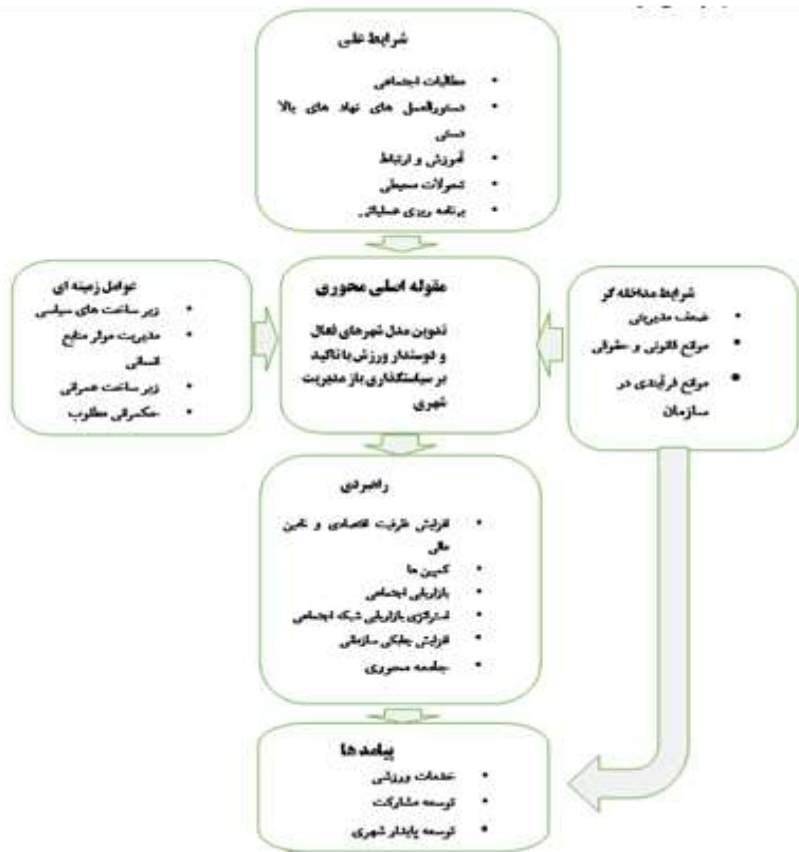 شرایط علی
مطالبات اجتماعی
دستورالعمل های نهاد های بالا
دستی
آموزش و ارتباط
تحولات محیطی
برنامه ریزی عملیاتی
عوامل زمینه ای
زیر ساخت های سیاسی
مدیریت موثر منابع
انسانی
زیر ساخت عمرانی
حکمرانی مطلوب
مقوله اصلی محوری
تدوین مدل شهرهای فعال
و دوستدار ورزش با تاکید
بر سیاستگذاری باز مدیریت
شهری
شرایط مداخله گر
ضعف مدیریتی
موانع قانونی و حقوقی
موانع فرآیندی در
سازمان
راهبردی
افزایش ظرفیت اقتصادی و تامین
مالی
کمپین ها
بازاریابی اجتماعی
استراتژی بازاریابی شبکه اجتماعی
افزایش چابکی سازمانی
جامعه محوری
پیامد ها
خدمات ورزشی
توسعه مشارکت
توسعه پایدار شهری